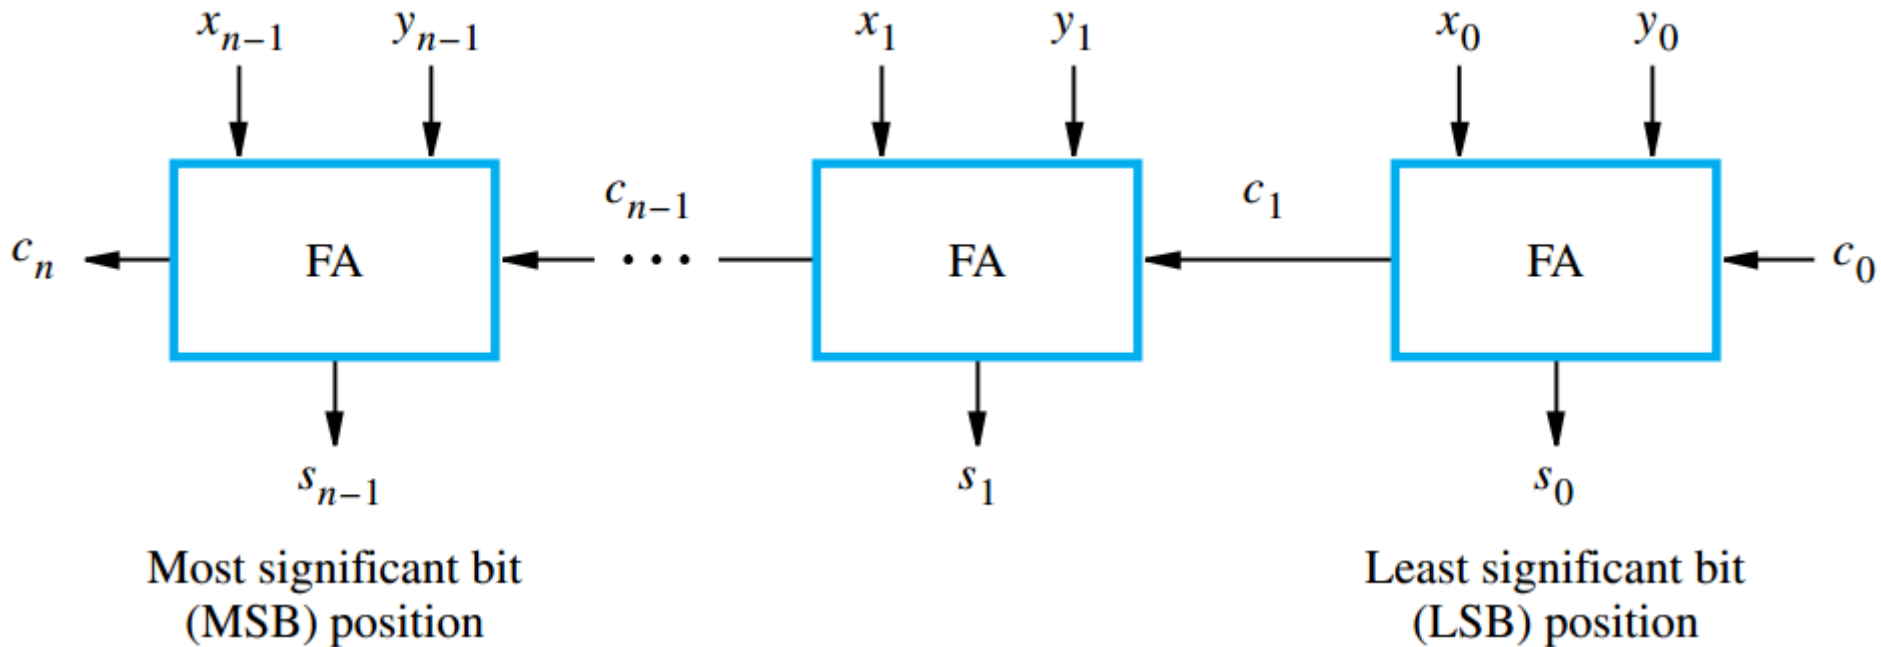 xₙ₋₁ yₙ₋₁ x₁ y₁ x₀ y₀
cₙ₋₁ c₁
cₙ FA ... FA FA c₀
sₙ₋₁ s₁ s₀
Most significant bit Least significant bit
(MSB) position (LSB) position